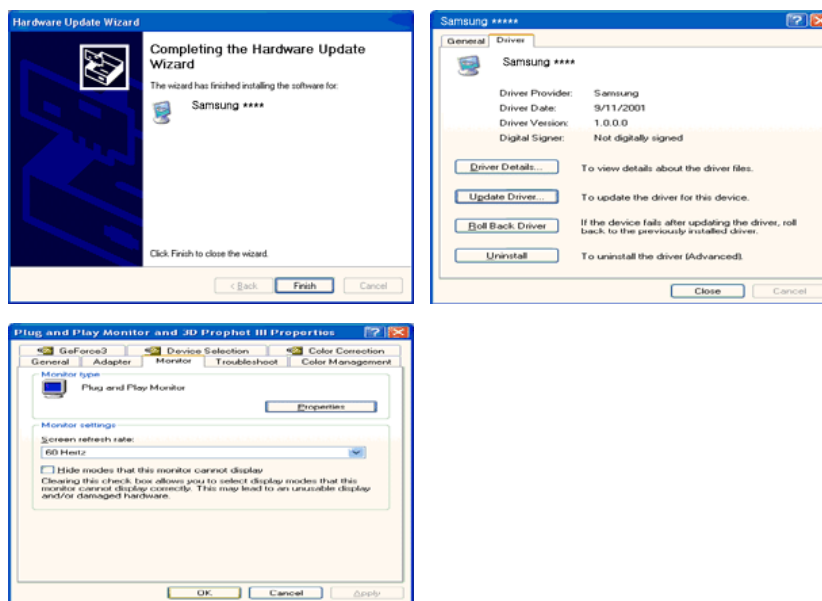 Hardware Update Wizard
Completing the Hardware Update
Wizard
The wizard has finished installing the software for:
Samsung ****
Click Finish to close the wizard.
< Back
Finish
Cancel
Samsung *****
General
Driver
Samsung ****
Driver Provider: Samsung
Driver Date: 9/11/2001
Driver Version: 1.0.0.0
Digital Signer: Not digitally signed
Driver Details... To view details about the driver files.
Update Driver... To update the driver for this device.
Roll Back Driver If the device fails after updating the driver, roll
back to the previously installed driver.
Uninstall To uninstall the driver (Advanced).
Close
Cancel
Plug and Play Monitor and 3D Prophet III Properties
GeForce3
Device Selection
Color Correction
General
Adapter
Monitor
Troubleshoot
Color Management
Monitor type
Plug and Play Monitor
Properties
Monitor settings
Screen refresh rate:
60 Hertz
Hide modes that this monitor cannot display
Clearing this check box allows you to select display modes that this
monitor cannot display correctly. This may lead to an unusable display
and/or damaged hardware.
OK
Cancel
Apply